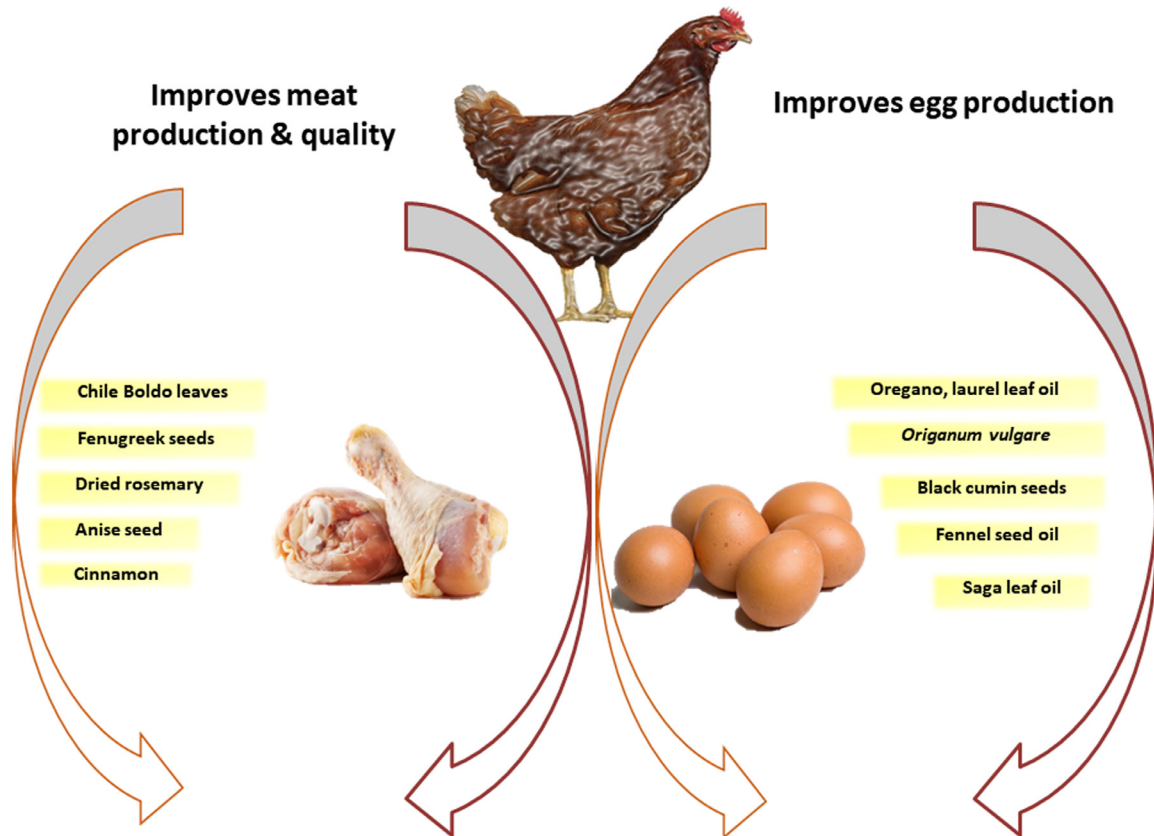 Improves meat
production & quality
Improves egg production
Chile Boldo leaves
Fenugreek seeds
Dried rosemary
Anise seed
Cinnamon
Oregano, laurel leaf oil
Origanum vulgare
Black cumin seeds
Fennel seed oil
Saga leaf oil